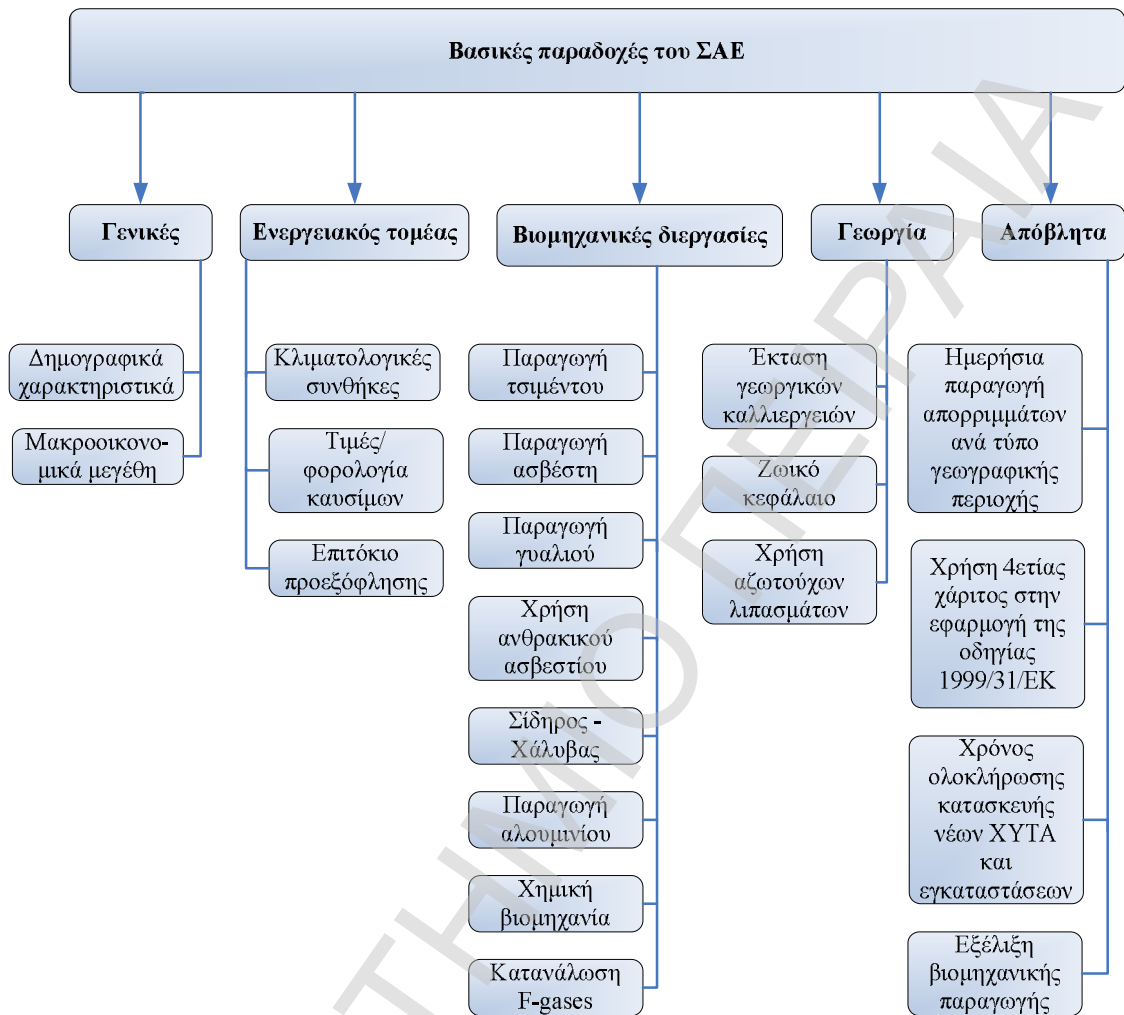 Βασικές παραδοχές του ΣΑΕ
Γενικές
Δημογραφικά
χαρακτηριστικά
Μακροοικονο-
μικά μεγέθη
Ενεργειακός τομέας
Κλιματολογικές
συνθήκες
Τιμές/
φορολογία
καυσίμων
Επιτόκιο
προεξόφλησης
Βιομηχανικές διεργασίες
Παραγωγή
τσιμέντου
Παραγωγή
ασβέστη
Παραγωγή
γυαλιού
Χρήση
ανθρακικού
ασβεστίου
Σίδηρος -
Χάλυβας
Παραγωγή
αλουμινίου
Χημική
βιομηχανία
Κατανάλωση
F-gases
Γεωργία
Έκταση
γεωργικών
καλλιεργειών
Ζωικό
κεφάλαιο
Χρήση
αζωτούχων
λιπασμάτων
Απόβλητα
Ημερήσια
παραγωγή
απορριμμάτων
ανά τύπο
γεωγραφικής
περιοχής
Χρήση 4ετίας
χάριτος στην
εφαρμογή της
οδηγίας
1999/31/ΕΚ
Χρόνος
ολοκλήρωσης
κατασκευής
νέων ΧΥΤΑ
και
εγκαταστάσεων
Εξέλιξη
βιομηχανικής
παραγωγής
ΤΗΜΙΟ ΠΕΙΡΑΙΑ